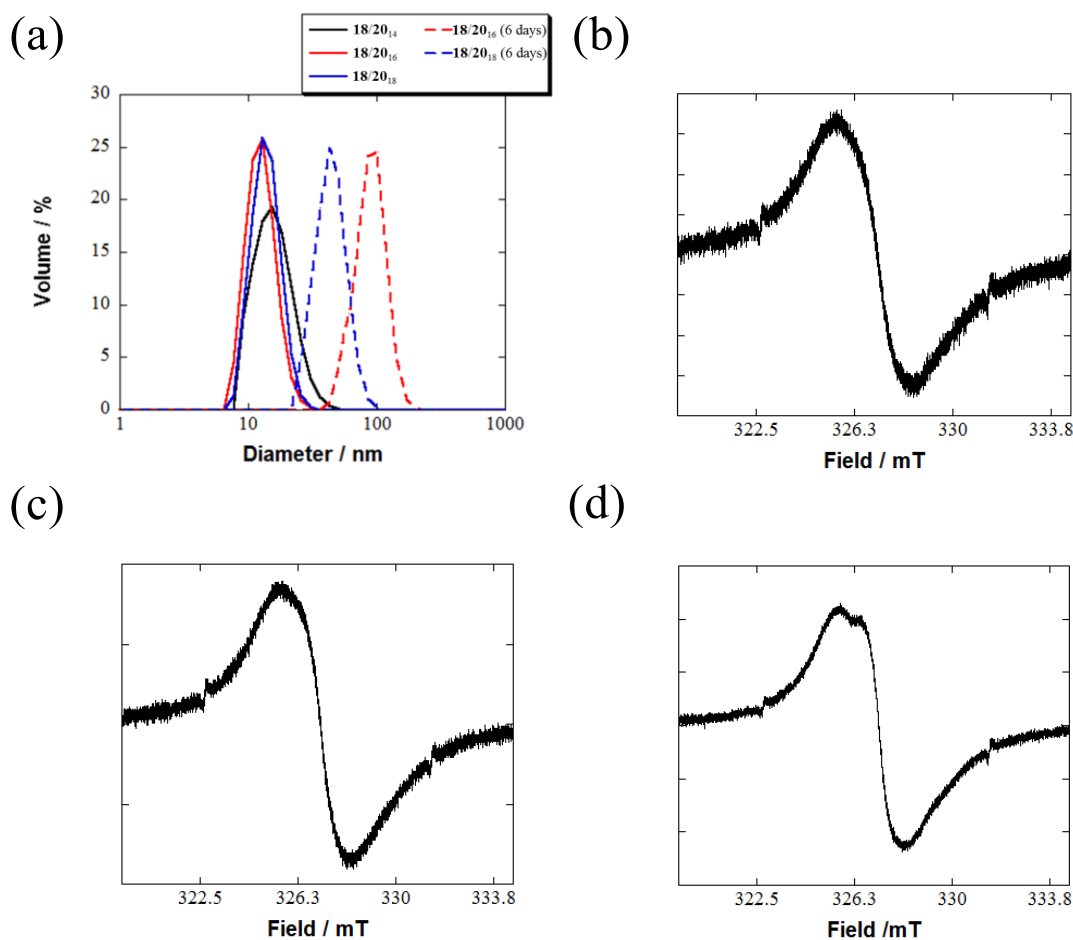 (a)
18/20₁₄
18/20₁₆ (6 days)
18/20₁₆
18/20₁₈ (6 days)
18/20₁₈
30
25
20
15
10
5
0
Volume / %
1
10
100
1000
Diameter / nm
(b)
322.5
326.3
330
333.8
Field / mT
(c)
322.5
326.3
330
333.8
Field / mT
(d)
322.5
326.3
330
333.8
Field /mT